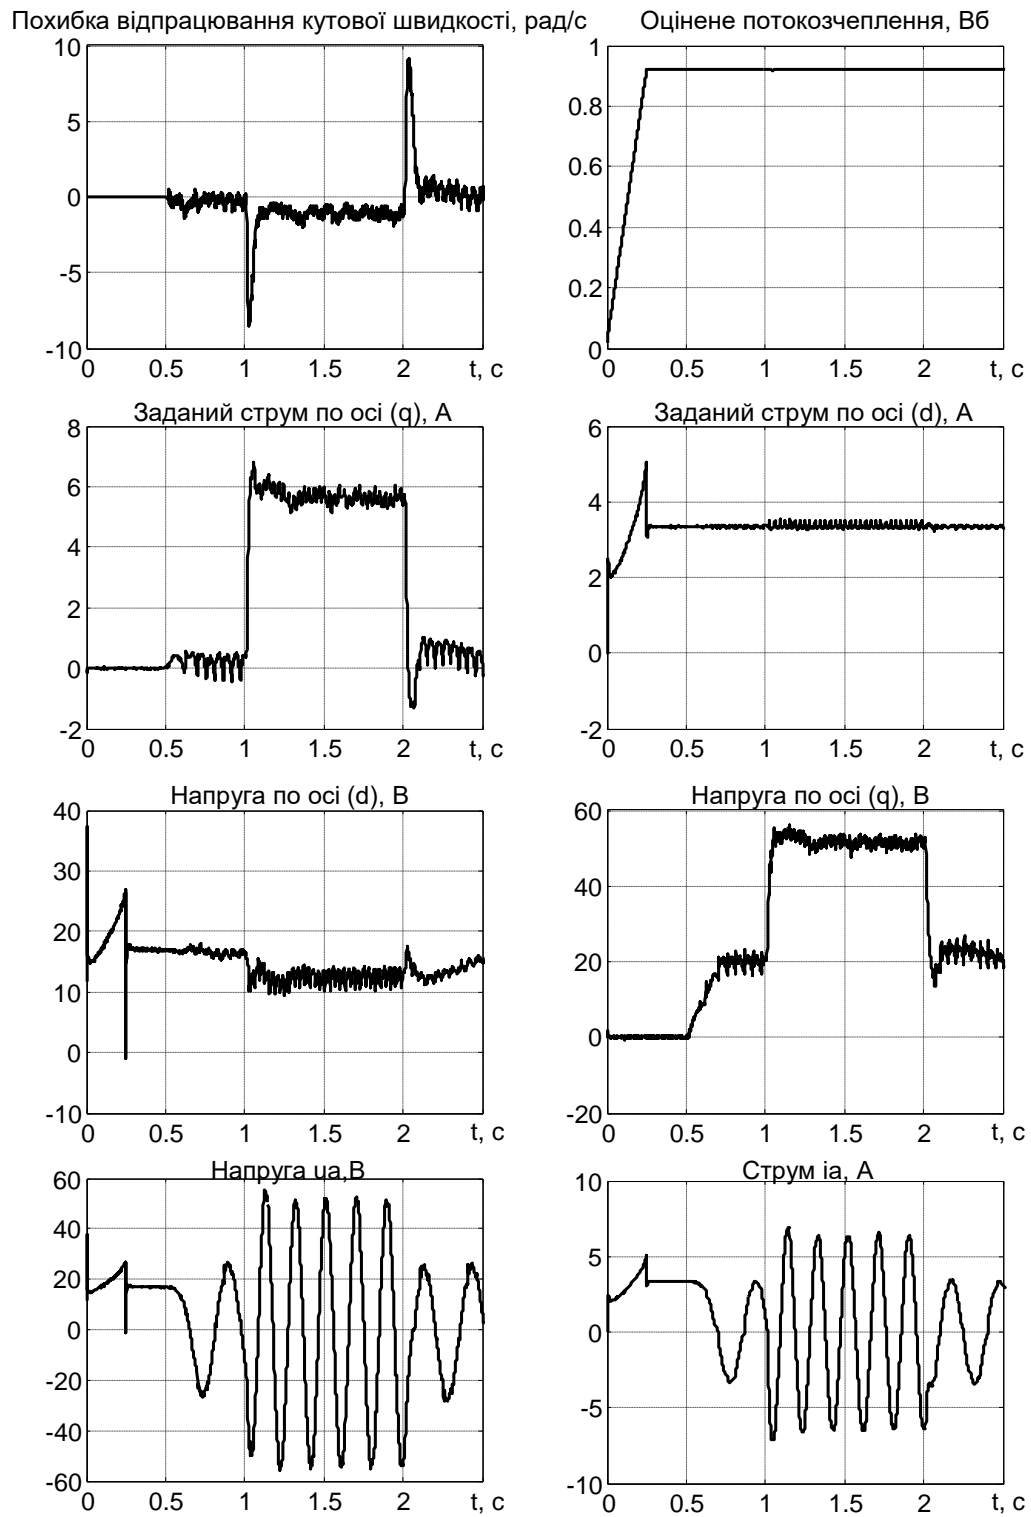 Похибка відпрацювання кутової швидкості, рад/с
Оцінене потокозчеплення, Вб
10
5
0
-5
-10
0 0.5 1 1.5 2 t, с
1
0.8
0.6
0.4
0.2
0
0 0.5 1 1.5 2 t, с
Заданий струм по осі (q), А
Заданий струм по осі (d), А
8
6
4
2
0
-2
0 0.5 1 1.5 2 t, с
6
4
2
0
-2
0 0.5 1 1.5 2 t, с
Напруга по осі (d), В
Напруга по осі (q), В
40
30
20
10
0
-10
0 0.5 1 1.5 2 t, с
60
40
20
0
-20
0 0.5 1 1.5 2 t, с
Напруга ua,В
Струм ia, А
60
40
20
0
-20
-40
-60
0 0.5 1 1.5 2 t, с
10
5
0
-5
-10
0 0.5 1 1.5 2 t, с